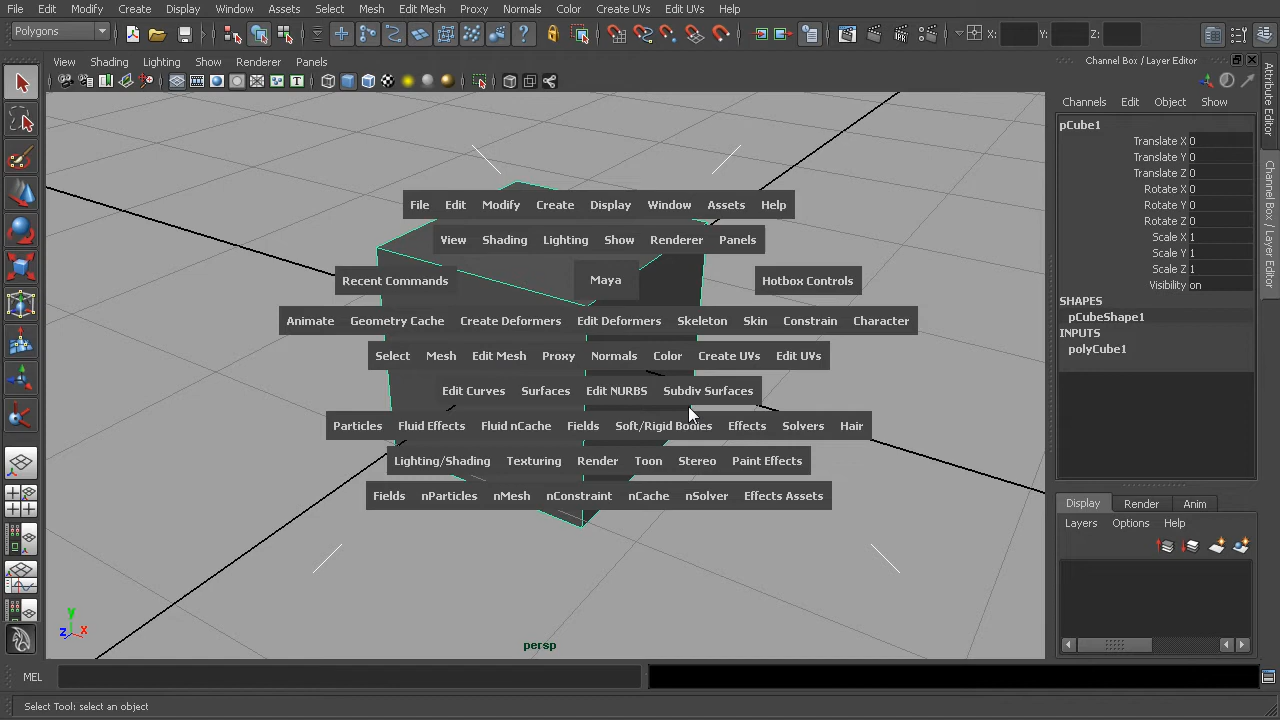 File Edit Modify Create Display Window Assets Select Mesh Edit Mesh Proxy Normals Color Create UVs Edit UVs Help
Polygons X: Y: Z:
View Shading Lighting Show Renderer Panels
Channel Box / Layer Editor
Channels Edit Object Show
pCube1
Translate X 0
Translate Y 0
Translate Z 0
Rotate X 0
Rotate Y 0
Rotate Z 0
Scale X 1
Scale Y 1
Scale Z 1
Visibility on
SHAPES
pCubeShape1
INPUTS
polyCube1
Attribute Editor
Channel Box / Layer Editor
File Edit Modify Create Display Window Assets Help
View Shading Lighting Show Renderer Panels
Recent Commands Maya Hotbox Controls
Animate Geometry Cache Create Deformers Edit Deformers Skeleton Skin Constrain Character
Select Mesh Edit Mesh Proxy Normals Color Create UVs Edit UVs
Edit Curves Surfaces Edit NURBS Subdiv Surfaces
Particles Fluid Effects Fluid nCache Fields Soft/Rigid Bodies Effects Solvers Hair
Lighting/Shading Texturing Render Toon Stereo Paint Effects
Fields nParticles nMesh nConstraint nCache nSolver Effects Assets
Display Render Anim
Layers Options Help
y
z x
persp
MEL
Select Tool: select an object